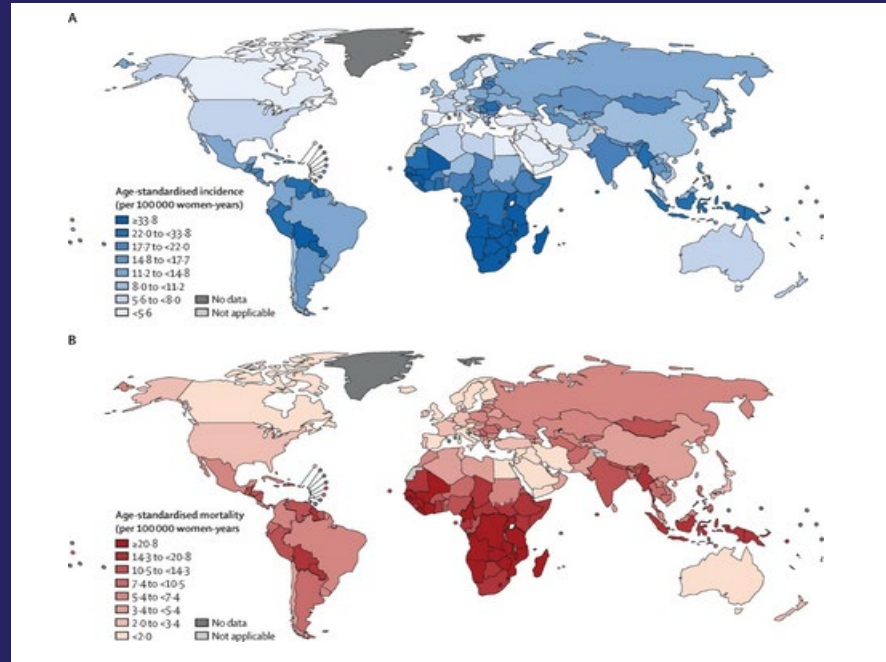 A
Age-standardised incidence
(per 100 000 women-years)
≥33·8
22·0 to <33·8
17·7 to <22·0
14·8 to <17·7
11·2 to <14·8
8·0 to <11·2
5·6 to <8·0
<5·6
No data
Not applicable
B
Age-standardised mortality
(per 100 000 women-years
≥20·8
14·3 to <20·8
10·5 to <14·3
7·4 to <10·5
5·4 to <7·4
3·4 to <5·4
2·0 to <3·4
<2·0
No data
Not applicable